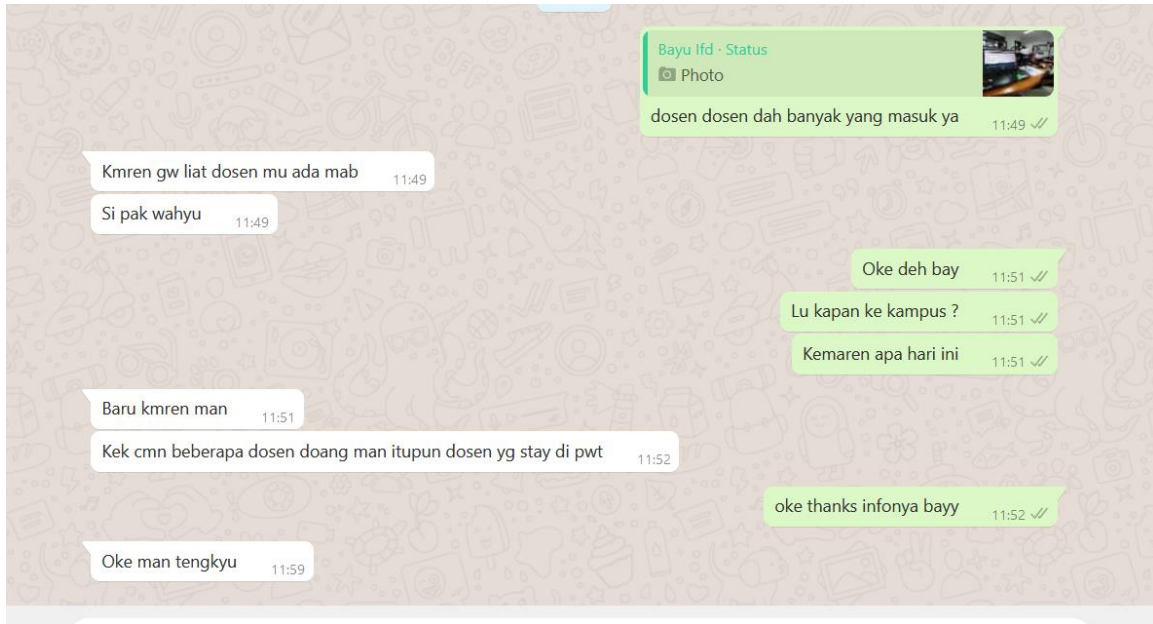 Bayu Ifd · Status
Photo
dosen dosen dah banyak yang masuk ya 11:49
Kmren gw liat dosen mu ada mab 11:49
Si pak wahyu 11:49
Oke deh bay 11:51
Lu kapan ke kampus ? 11:51
Kemaren apa hari ini 11:51
Baru kmren man 11:51
Kek cmn beberapa dosen doang man itupun dosen yg stay di pwt 11:52
oke thanks infonya bayy 11:52
Oke man tengkyu 11:59